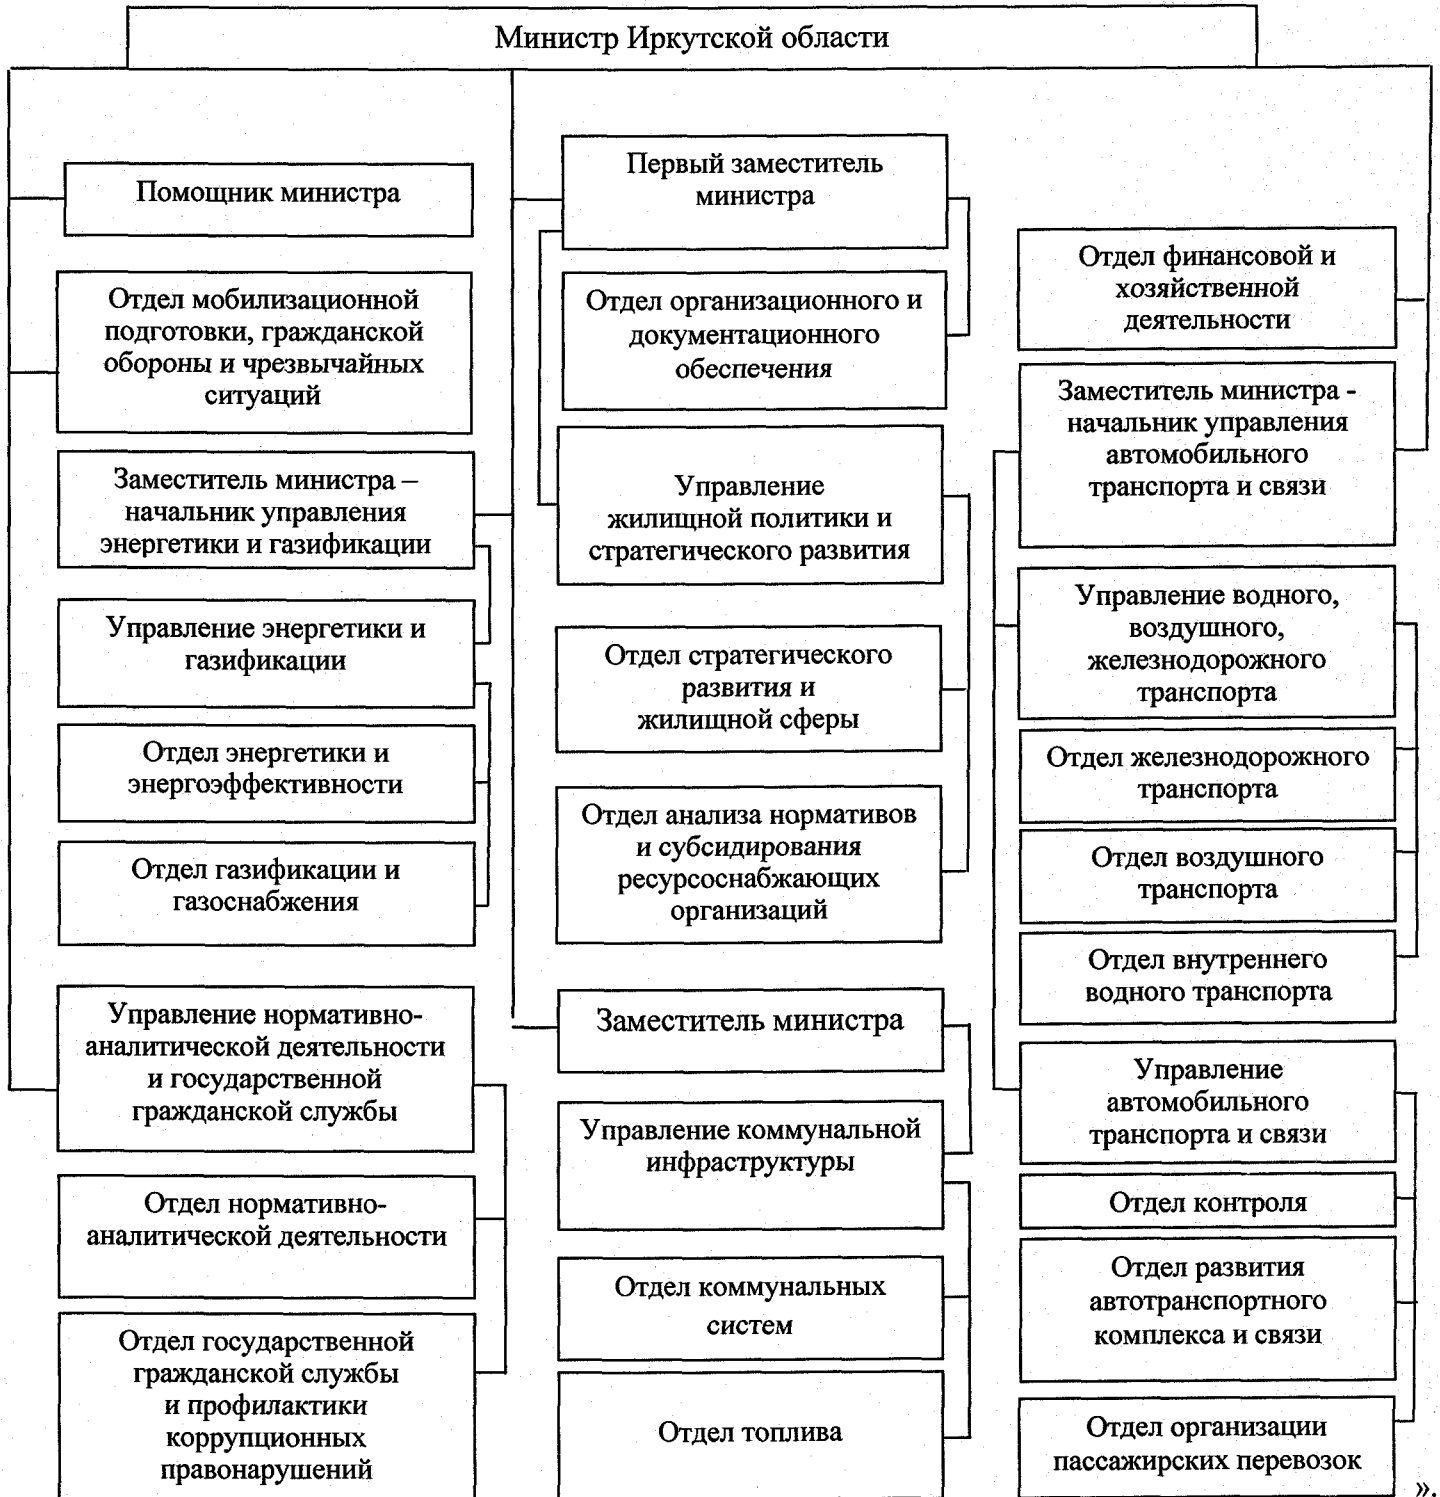 Министр Иркутской области
Помощник министра
Отдел мобилизационной
подготовки, гражданской
обороны и чрезвычайных
ситуаций
Заместитель министра –
начальник управления
энергетики и газификации
Управление энергетики и
газификации
Отдел энергетики и
энергоэффективности
Отдел газификации и
газоснабжения
Управление нормативно-
аналитической деятельности
и государственной
гражданской службы
Отдел нормативно-
аналитической деятельности
Отдел государственной
гражданской службы
и профилактики
коррупционных
правонарушений
Первый заместитель
министра
Отдел организационного и
документационного
обеспечения
Управление
жилищной политики и
стратегического развития
Отдел стратегического
развития и
жилищной сферы
Отдел анализа нормативов
и субсидирования
ресурсоснабжающих
организаций
Заместитель министра
Управление коммунальной
инфраструктуры
Отдел коммунальных
систем
Отдел топлива
Отдел финансовой и
хозяйственной
деятельности
Заместитель министра -
начальник управления
автомобильного
транспорта и связи
Управление водного,
воздушного,
железнодорожного
транспорта
Отдел железнодорожного
транспорта
Отдел воздушного
транспорта
Отдел внутреннего
водного транспорта
Управление
автомобильного
транспорта и связи
Отдел контроля
Отдел развития
автотранспортного
комплекса и связи
Отдел организации
пассажирских перевозок
».